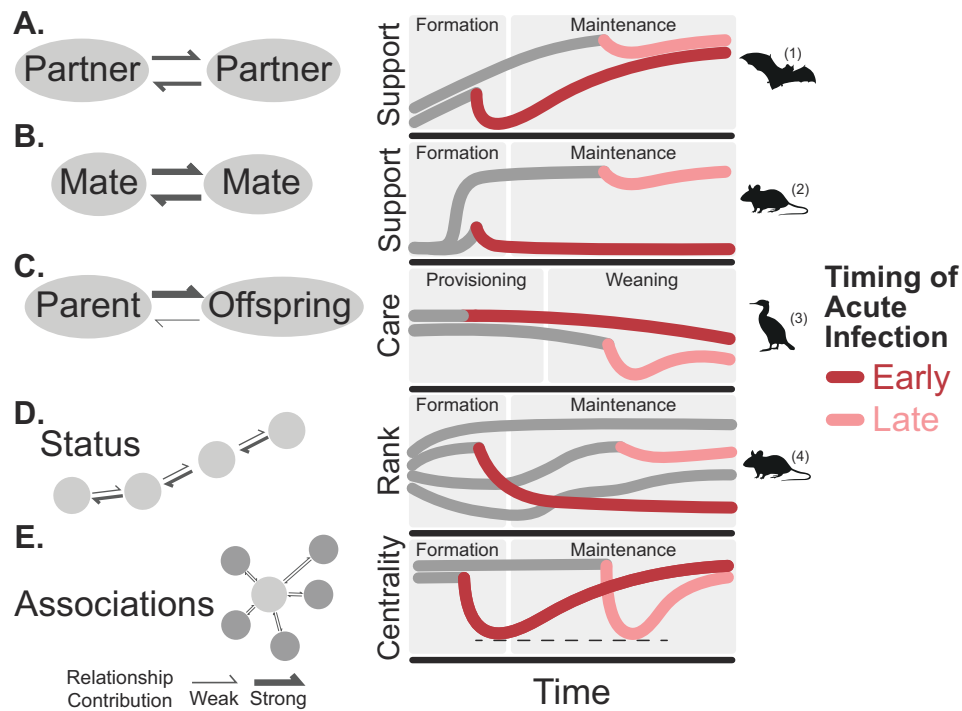 A.
Partner
Partner
Support
Formation
Maintenance
(1)
B.
Mate
Mate
Support
Formation
Maintenance
(2)
C.
Parent
Offspring
Care
Provisioning
Weaning
(3)
D.
Status
Rank
Formation
Maintenance
(4)
E.
Associations
Centrality
Formation
Maintenance
Time
Relationship
Contribution
Weak
Strong
Timing of
Acute
Infection
Early
Late